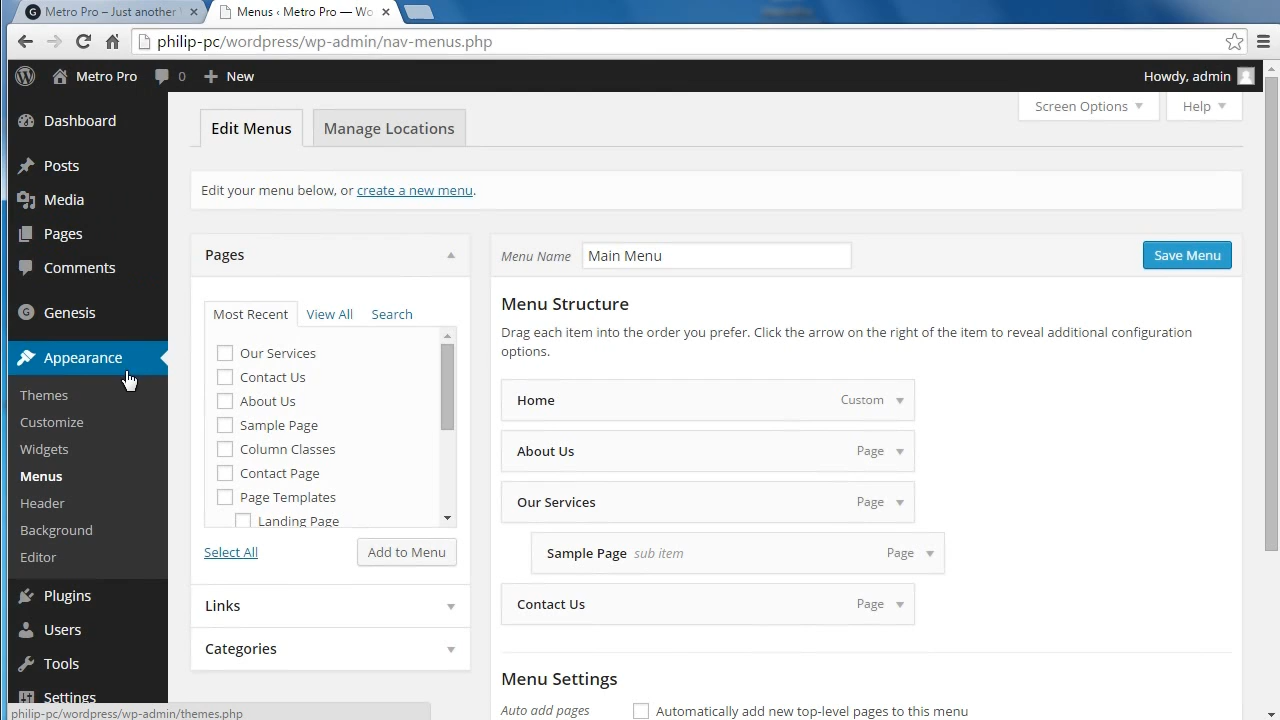 Metro Pro – Just another
Menus ‹ Metro Pro — Wo
philip-pc/wordpress/wp-admin/nav-menus.php
Metro Pro
0
New
Howdy, admin
Dashboard
Posts
Media
Pages
Comments
Genesis
Appearance
Themes
Customize
Widgets
Menus
Header
Background
Editor
Plugins
Users
Tools
Settings
philip-pc/wordpress/wp-admin/themes.php
Screen Options
Help
Edit Menus
Manage Locations
Edit your menu below, or create a new menu.
Pages
Most Recent
View All
Search
Our Services
Contact Us
About Us
Sample Page
Column Classes
Contact Page
Page Templates
Landing Page
Select All
Add to Menu
Links
Categories
Menu Name
Main Menu
Save Menu
Menu Structure
Drag each item into the order you prefer. Click the arrow on the right of the item to reveal additional configuration
options.
Home Custom
About Us Page
Our Services Page
Sample Page sub item Page
Contact Us Page
Menu Settings
Auto add pages
Automatically add new top-level pages to this menu